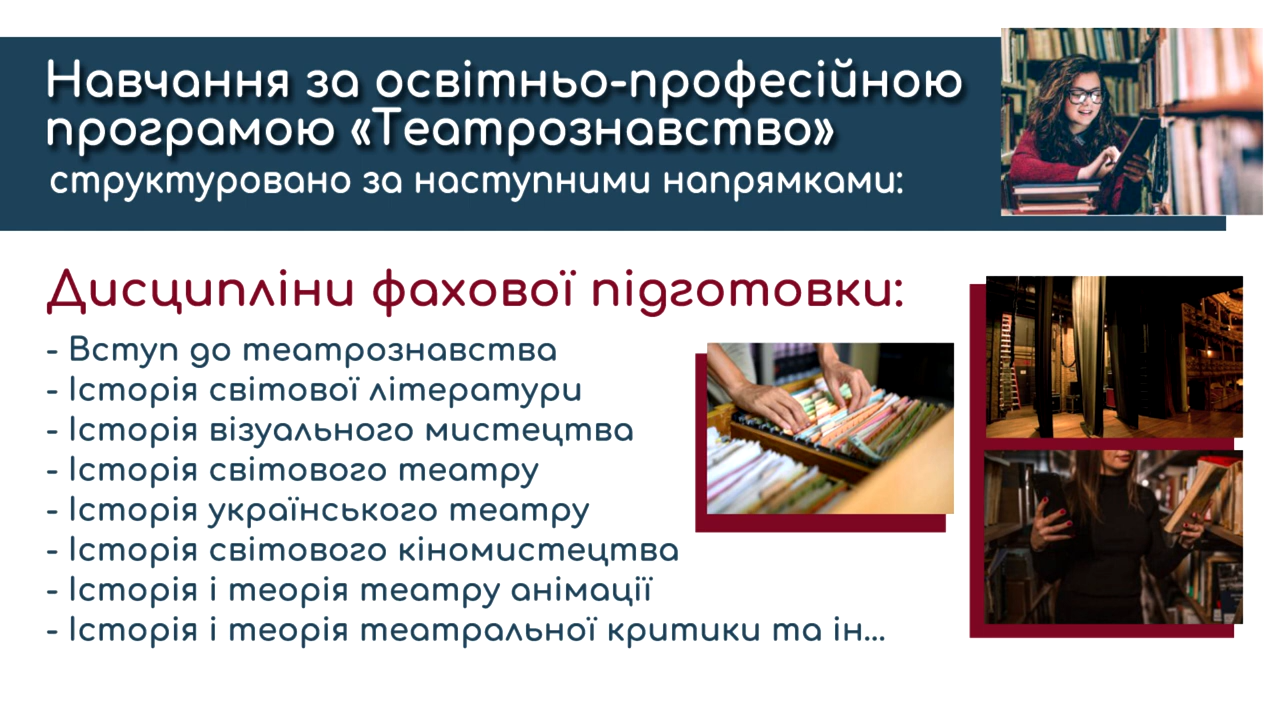 Навчання за освітньо-професійною
програмою «Театрознавство»
структуровано за наступними напрямками:
Дисципліни фахової підготовки:
- Вступ до театрознавства
- Історія світової літератури
- Історія візуального мистецтва
- Історія світового театру
- Історія українського театру
- Історія світового кіномистецтва
- Історія і теорія театру анімації
- Історія і теорія театральної критики та ін...